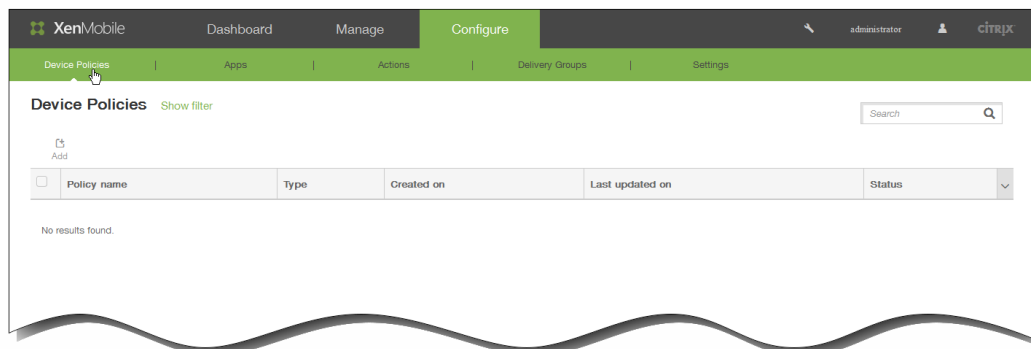 XenMobile Dashboard Manage Configure administrator CITRIX
Device Policies | Apps | Actions | Delivery Groups | Settings
Device Policies Show filter
Search
Add
Policy name Type Created on Last updated on Status
No results found.